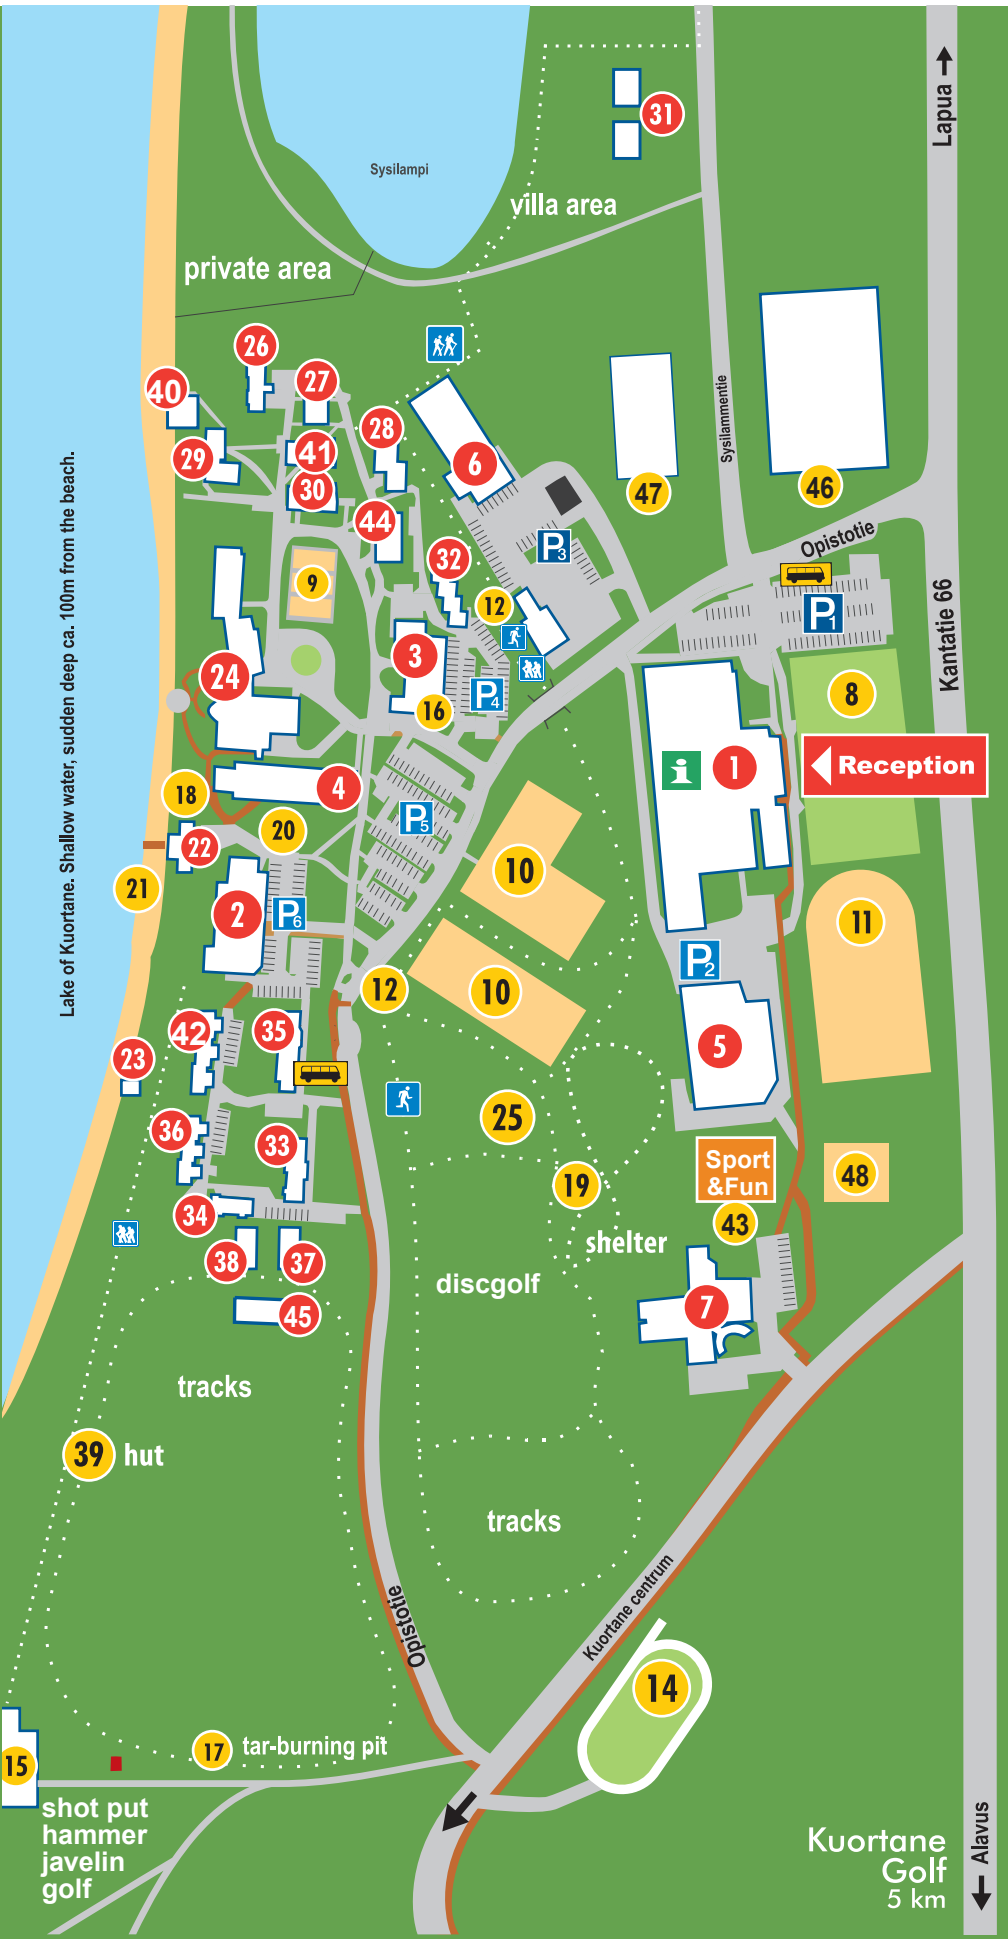 Lapua
31
Sysilampi
villa area
private area
26
27
40
28
41
29
6
30
47
46
44
Sysilammentie
Opistotie
P3
32
9
12
P1
Kantatie 66
3
24
8
P4
16
Reception
1
i
4
18
P5
20
22
10
21
2
P6
11
P2
12
10
42
35
5
23
25
36
33
Sport
&Fun
48
19
34
43
shelter
38
37
discgolf
7
45
tracks
39
hut
tracks
Kuortane centrum
Opistotie
14
17
tar-burning pit
15
shot put
hammer
javelin
golf
Kuortane
Golf
5 km
Alavus
Lake of Kuortane. Shallow water, sudden deep ca. 100m from the beach.